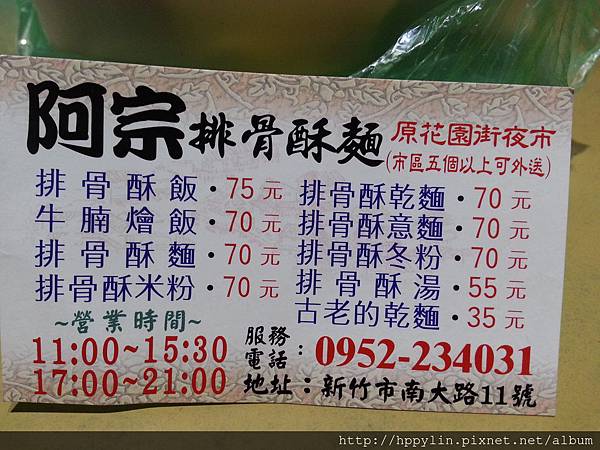 阿宗排骨酥麵 原花園街夜市
(市區五個以上可外送)
排骨酥飯・75元
牛腩燴飯・70元
排骨酥麵・70元
排骨酥米粉・70元
排骨酥乾麵・70元
排骨酥意麵・70元
排骨酥冬粉・70元
排骨酥湯・55元
古老的乾麵・35元
~營業時間~
11:00~15:30
17:00~21:00
服務電話：0952-234031
地址：新竹市南大路11號
http://hppylin.pixnet.net/album